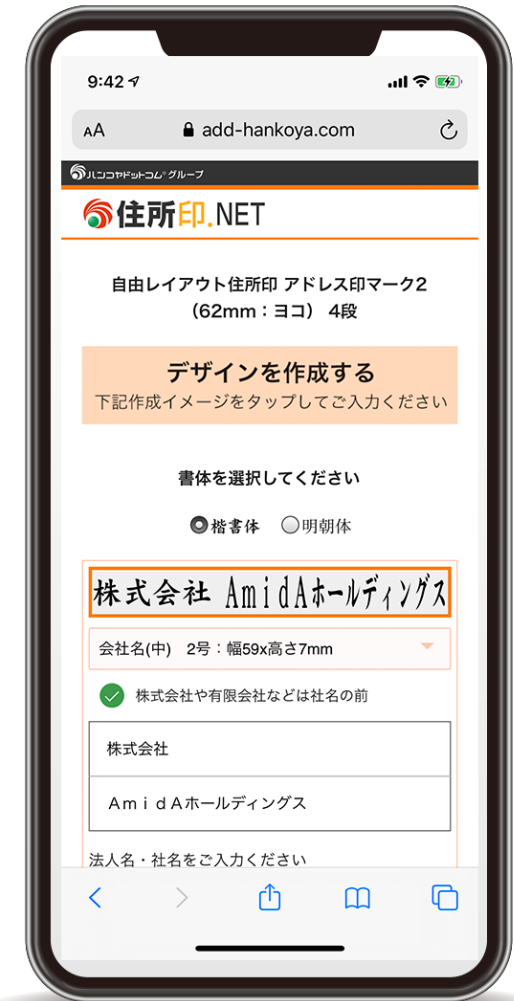 9:42
AA add-hankoya.com
ハンコヤドットコム グループ
住所印.NET
自由レイアウト住所印 アドレス印マーク2
(62mm：ヨコ) 4段
デザインを作成する
下記作成イメージをタップしてご入力ください
書体を選択してください
楷書体 明朝体
株式会社 AmidAホールディングス
会社名(中) 2号：幅59x高さ7mm
株式会社や有限会社などは社名の前
株式会社
ＡｍｉｄＡホールディングス
法人名・社名をご入力ください